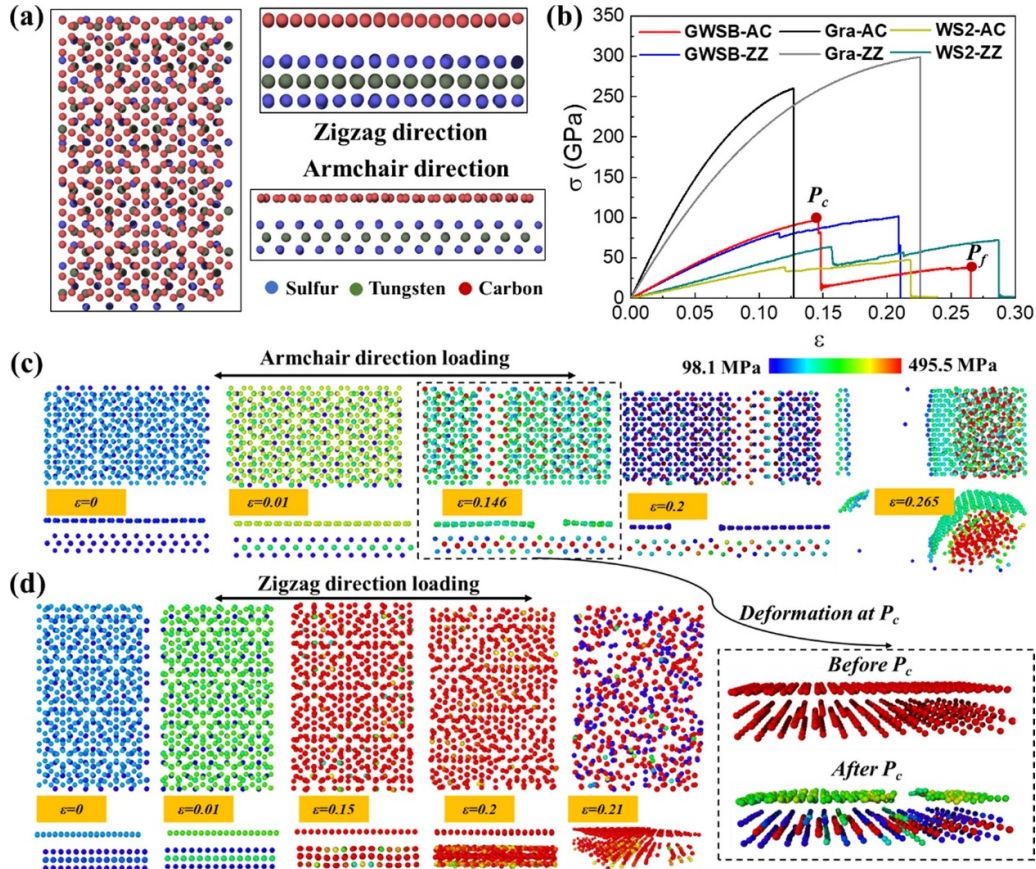 (a)
Zigzag direction
Armchair direction
Sulfur Tungsten Carbon
(b)
350
300
250
200
150
100
50
0
σ (GPa)
GWSB-AC Gra-AC WS2-AC
GWSB-ZZ Gra-ZZ WS2-ZZ
P_c
P_f
0.00 0.05 0.10 0.15 0.20 0.25 0.30
ε
(c)
Armchair direction loading
98.1 MPa 495.5 MPa
ε=0
ε=0.01
ε=0.146
ε=0.2
ε=0.265
(d)
Zigzag direction loading
Deformation at P_c
Before P_c
After P_c
ε=0
ε=0.01
ε=0.15
ε=0.2
ε=0.21